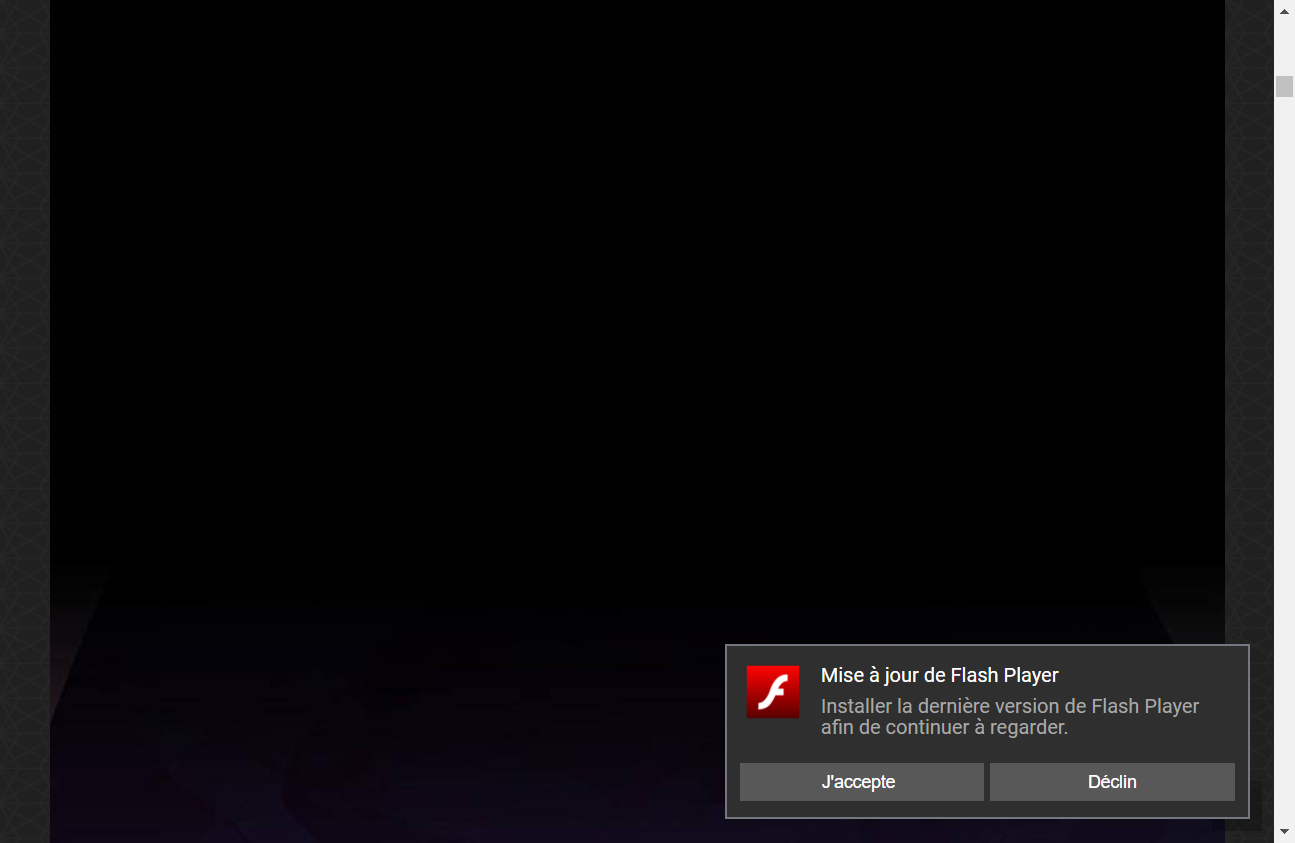 Mise à jour de Flash Player
Installer la dernière version de Flash Player
afin de continuer à regarder.
J'accepte
Déclin